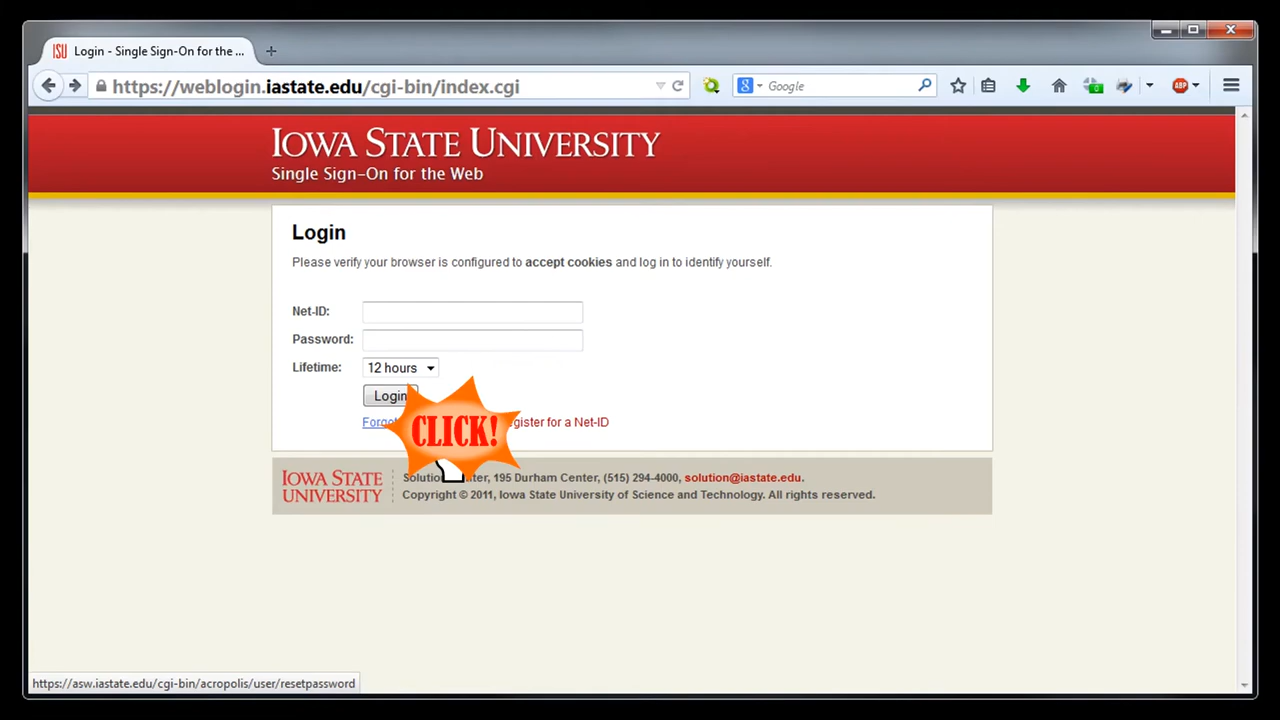 ISU Login - Single Sign-On for the ...
https://weblogin.iastate.edu/cgi-bin/index.cgi
Google
ABP
IOWA STATE UNIVERSITY
Single Sign-On for the Web
Login
Please verify your browser is configured to accept cookies and log in to identify yourself.
Net-ID:
Password:
Lifetime: 12 hours
Login
CLICK!
for a Net-ID
IOWA STATE
UNIVERSITY
195 Durham Center, (515) 294-4000, solution@iastate.edu.
Copyright © 2011, Iowa State University of Science and Technology. All rights reserved.
https://asw.iastate.edu/cgi-bin/acropolis/user/resetpassword